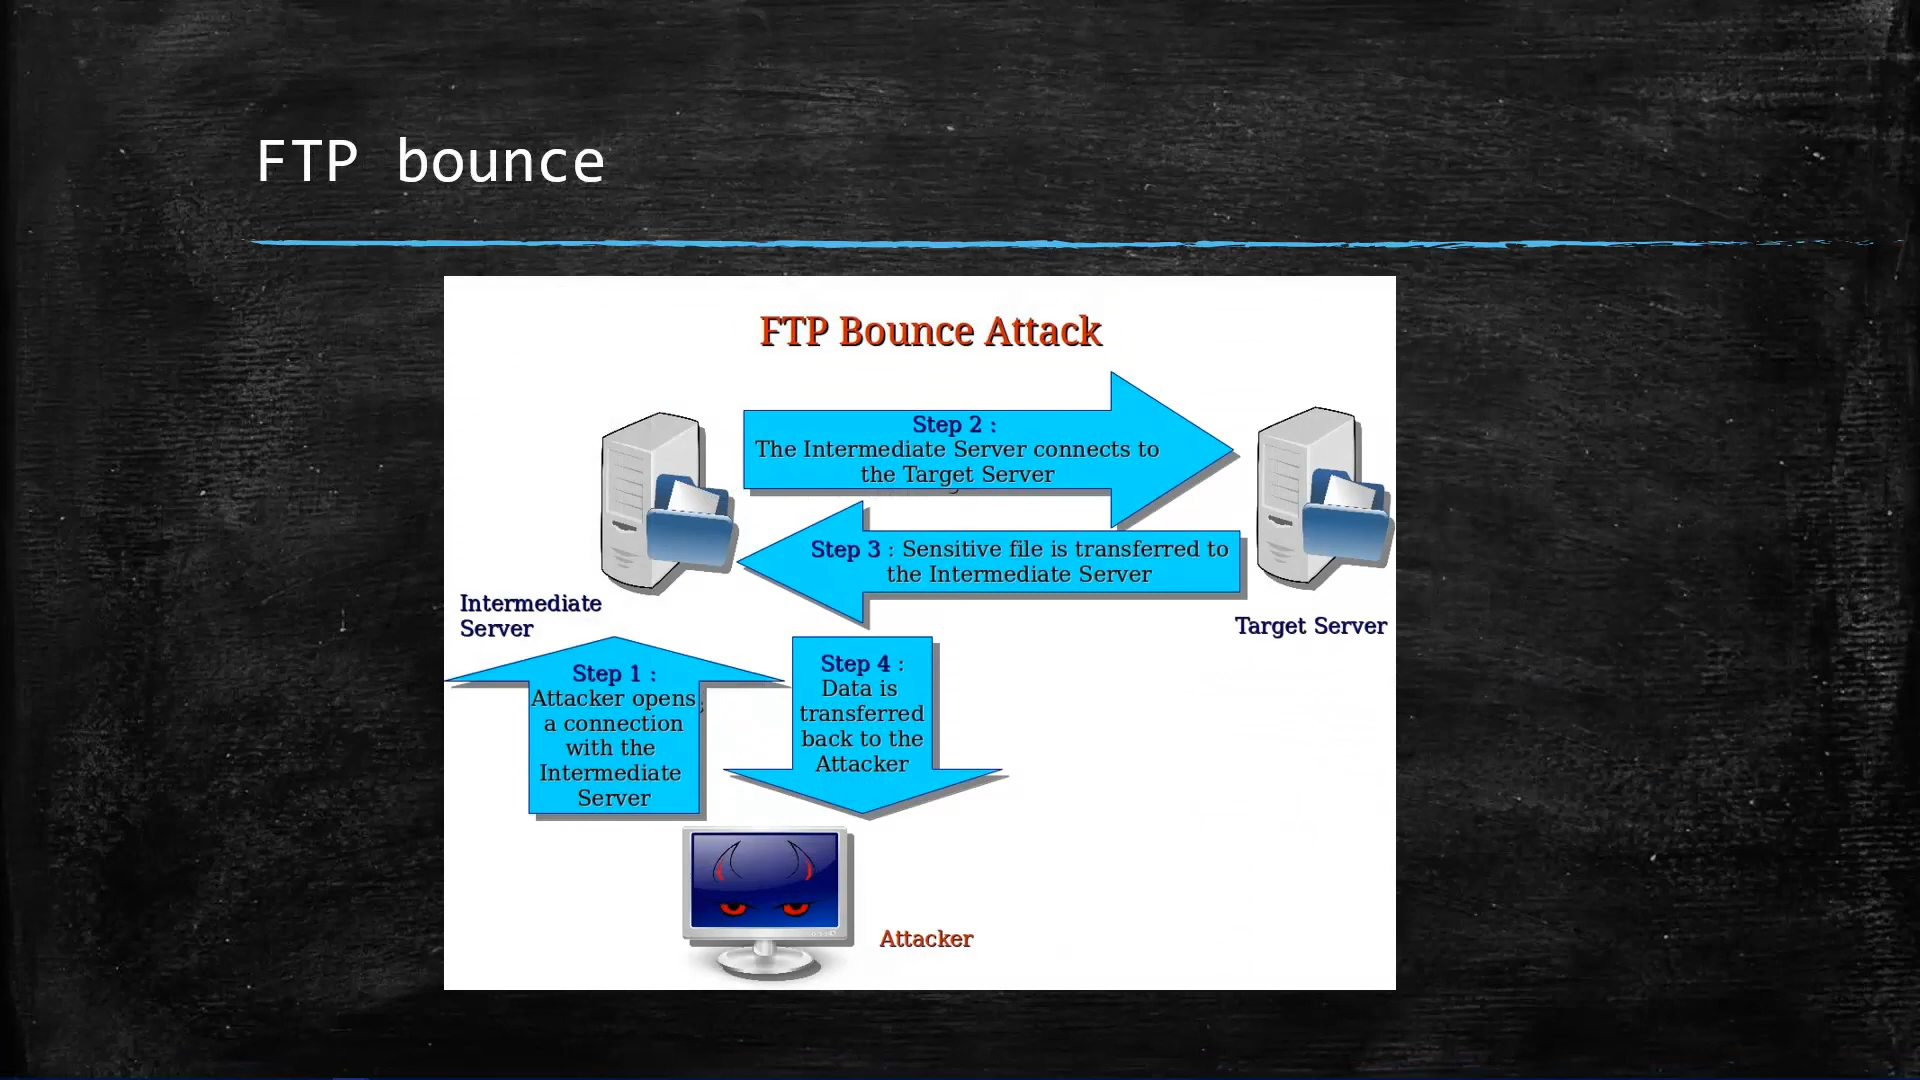 FTP bounce
FTP Bounce Attack
Step 2 :
The Intermediate Server connects to
the Target Server
Step 3 : Sensitive file is transferred to
the Intermediate Server
Intermediate
Server
Target Server
Step 1 :
Attacker opens
a connection
with the
Intermediate
Server
Step 4 :
Data is
transferred
back to the
Attacker
Attacker